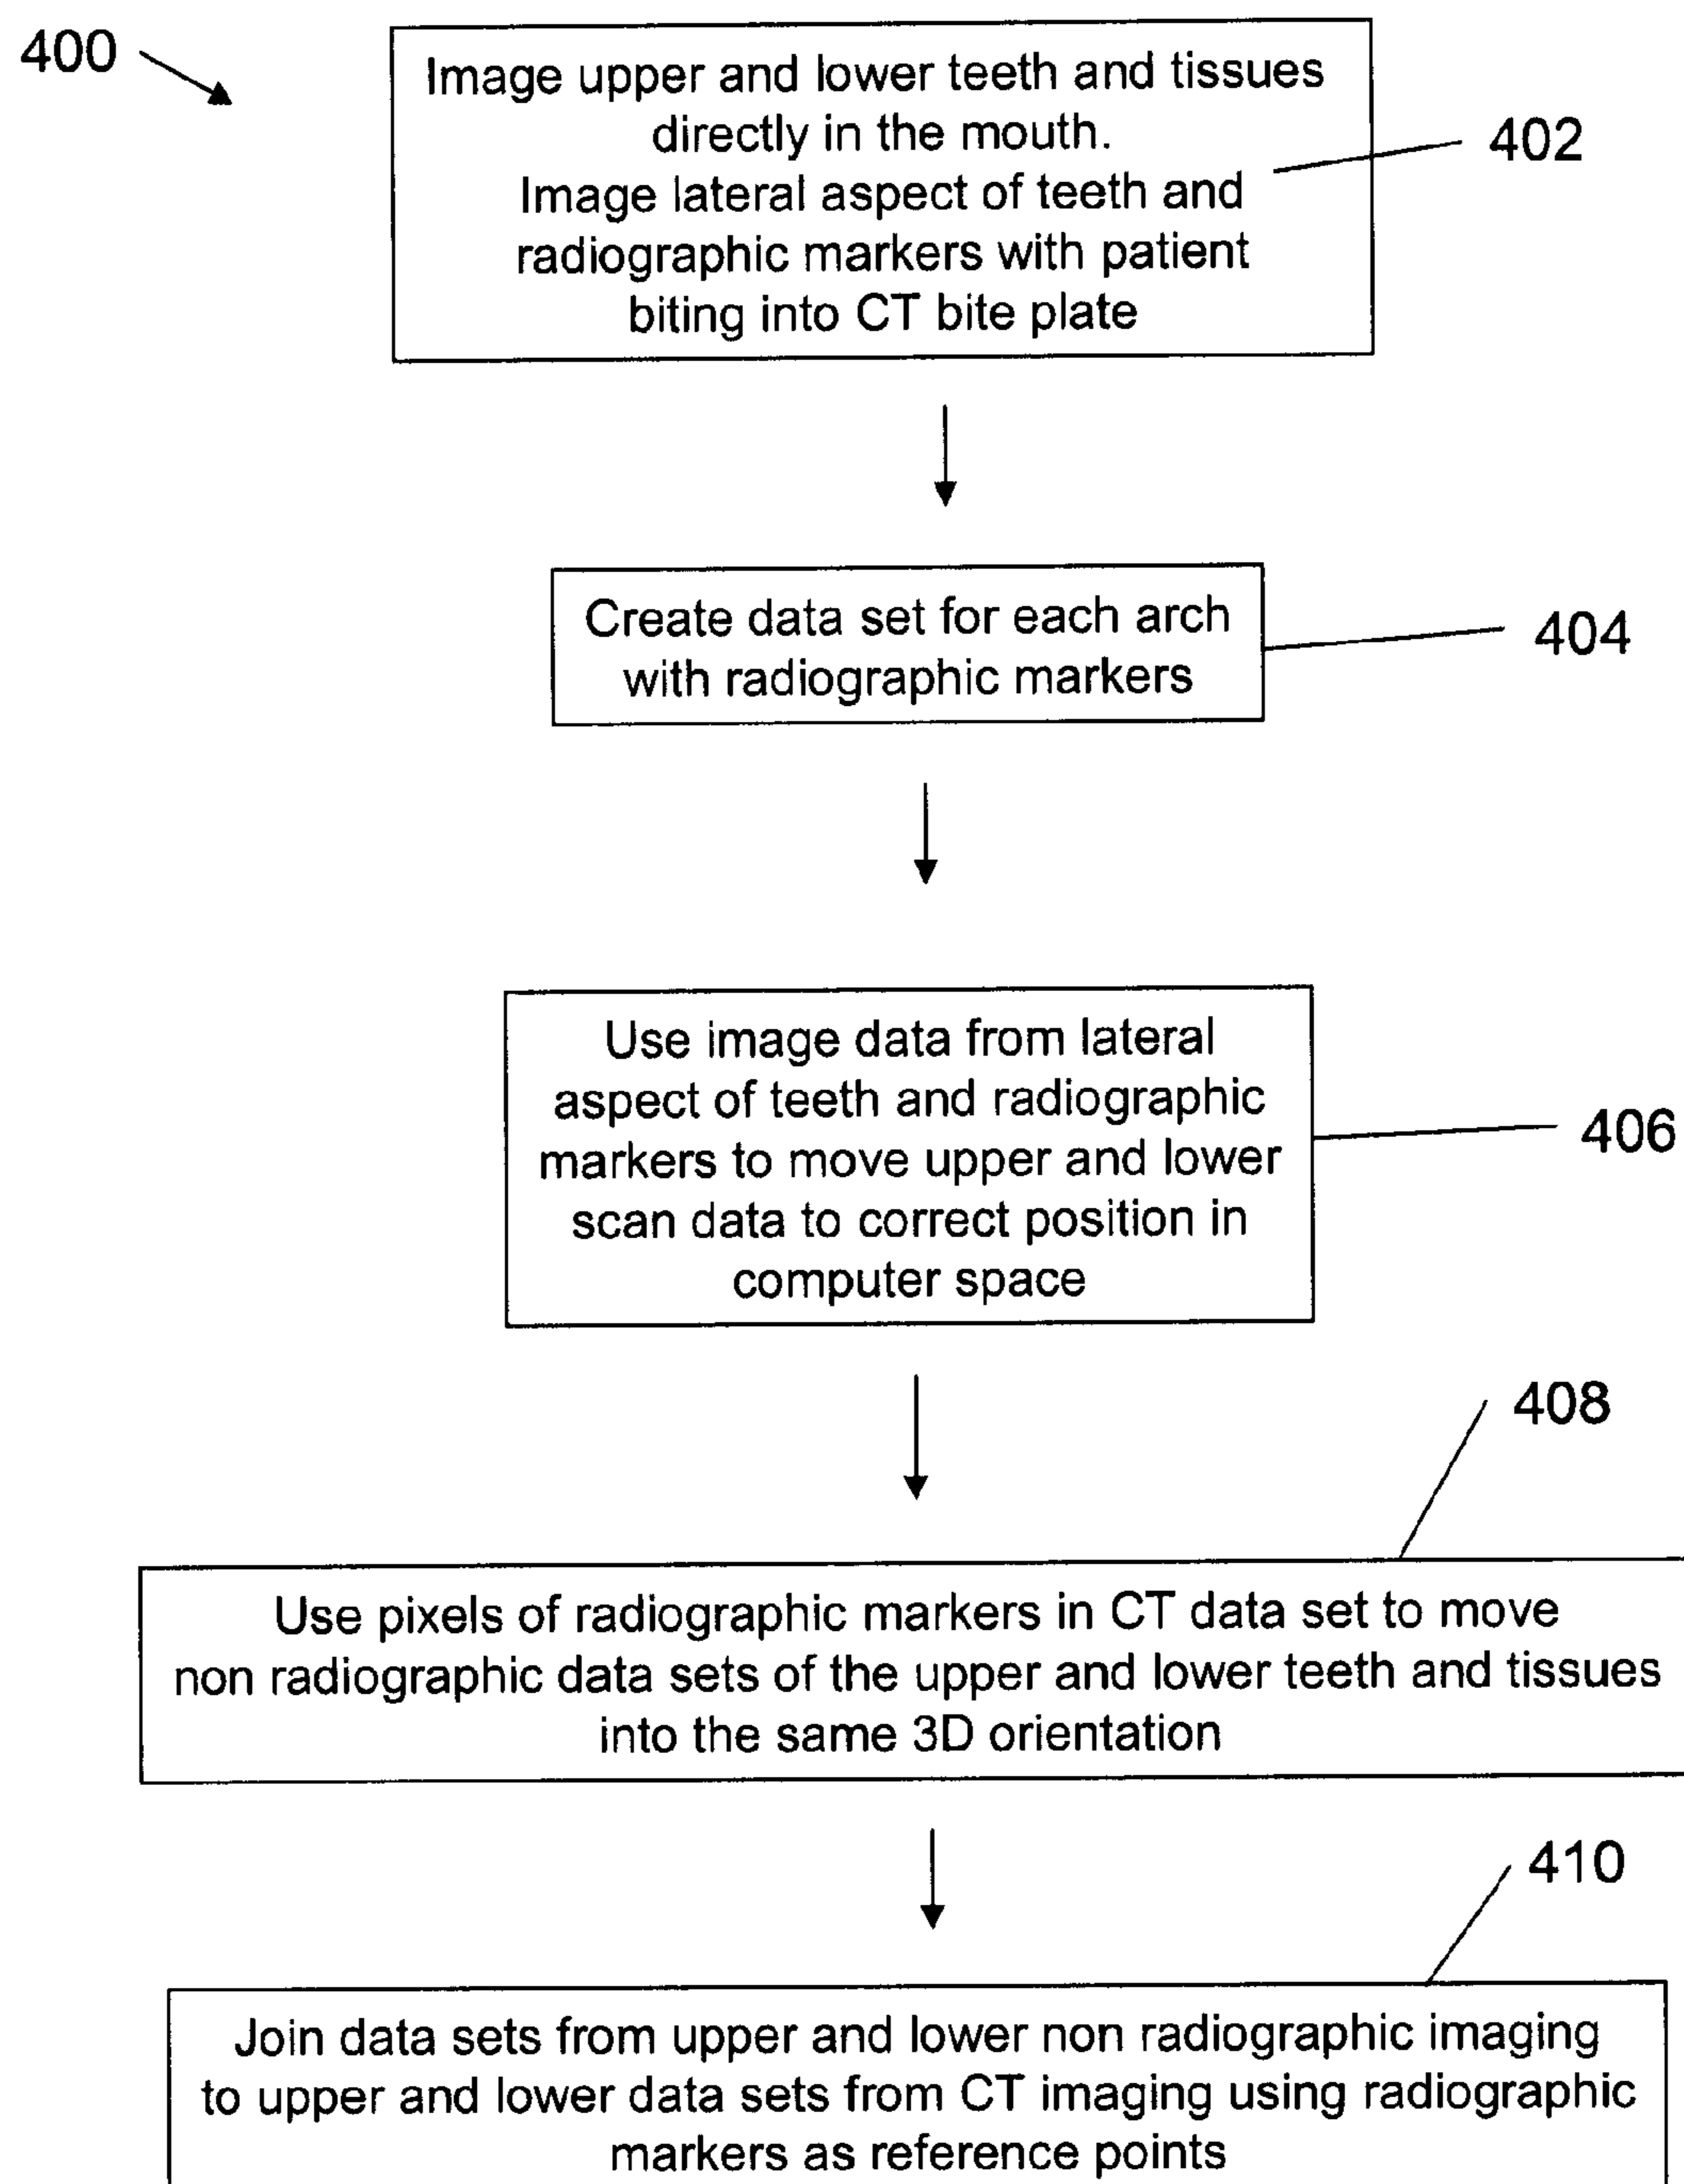 400
Image upper and lower teeth and tissues
directly in the mouth.
Image lateral aspect of teeth and
radiographic markers with patient
biting into CT bite plate
402
Create data set for each arch
with radiographic markers
404
Use image data from lateral
aspect of teeth and radiographic
markers to move upper and lower
scan data to correct position in
computer space
406
408
Use pixels of radiographic markers in CT data set to move
non radiographic data sets of the upper and lower teeth and tissues
into the same 3D orientation
410
Join data sets from upper and lower non radiographic imaging
to upper and lower data sets from CT imaging using radiographic
markers as reference points